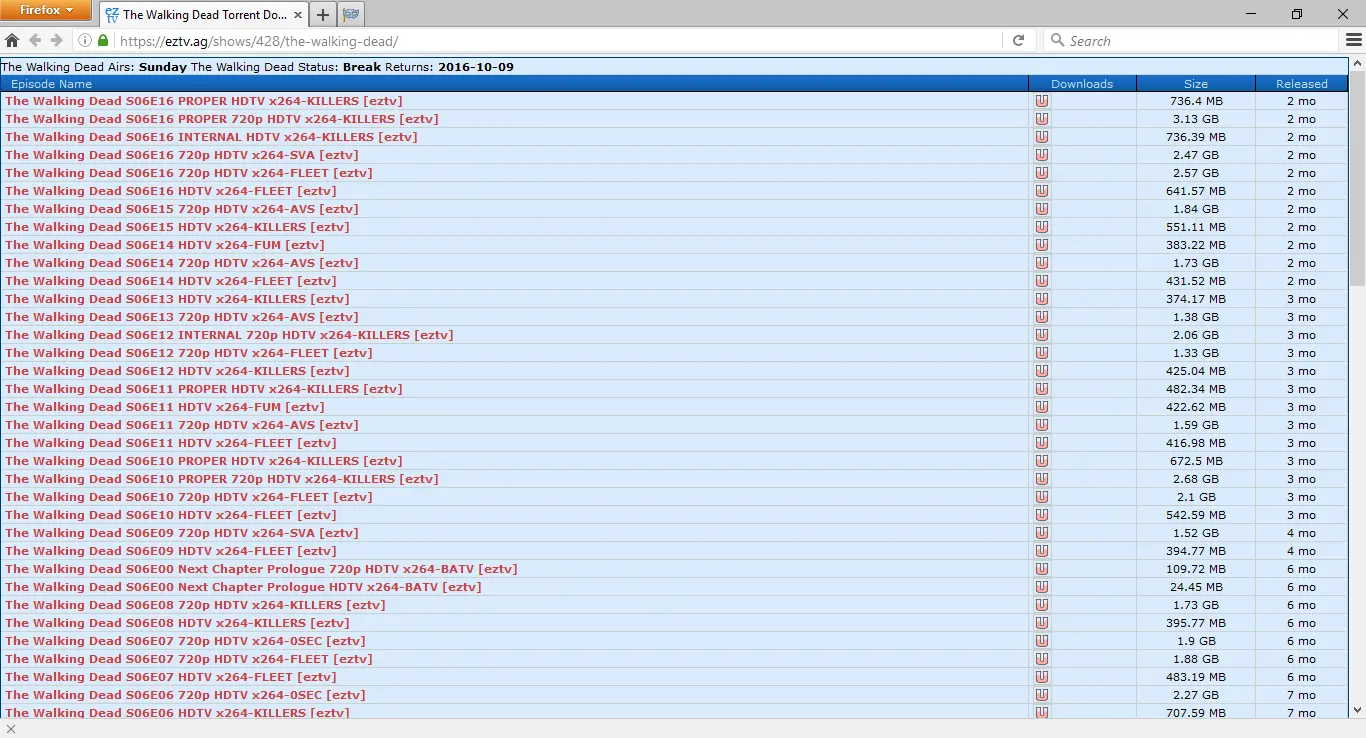 Firefox
The Walking Dead Torrent Do...
https://eztv.ag/shows/428/the-walking-dead/
Search
The Walking Dead Airs: Sunday The Walking Dead Status: Break Returns: 2016-10-09
Episode Name Downloads Size Released
The Walking Dead S06E16 PROPER HDTV x264-KILLERS [eztv] 736.4 MB 2 mo
The Walking Dead S06E16 PROPER 720p HDTV x264-KILLERS [eztv] 3.13 GB 2 mo
The Walking Dead S06E16 INTERNAL HDTV x264-KILLERS [eztv] 736.39 MB 2 mo
The Walking Dead S06E16 720p HDTV x264-SVA [eztv] 2.47 GB 2 mo
The Walking Dead S06E16 720p HDTV x264-FLEET [eztv] 2.57 GB 2 mo
The Walking Dead S06E16 HDTV x264-FLEET [eztv] 641.57 MB 2 mo
The Walking Dead S06E15 720p HDTV x264-AVS [eztv] 1.84 GB 2 mo
The Walking Dead S06E15 HDTV x264-KILLERS [eztv] 551.11 MB 2 mo
The Walking Dead S06E14 HDTV x264-FUM [eztv] 383.22 MB 2 mo
The Walking Dead S06E14 720p HDTV x264-AVS [eztv] 1.73 GB 2 mo
The Walking Dead S06E14 HDTV x264-FLEET [eztv] 431.52 MB 2 mo
The Walking Dead S06E13 HDTV x264-KILLERS [eztv] 374.17 MB 3 mo
The Walking Dead S06E13 720p HDTV x264-AVS [eztv] 1.38 GB 3 mo
The Walking Dead S06E12 INTERNAL 720p HDTV x264-KILLERS [eztv] 2.06 GB 3 mo
The Walking Dead S06E12 720p HDTV x264-FLEET [eztv] 1.33 GB 3 mo
The Walking Dead S06E12 HDTV x264-KILLERS [eztv] 425.04 MB 3 mo
The Walking Dead S06E11 PROPER HDTV x264-KILLERS [eztv] 482.34 MB 3 mo
The Walking Dead S06E11 HDTV x264-FUM [eztv] 422.62 MB 3 mo
The Walking Dead S06E11 720p HDTV x264-AVS [eztv] 1.59 GB 3 mo
The Walking Dead S06E11 HDTV x264-FLEET [eztv] 416.98 MB 3 mo
The Walking Dead S06E10 PROPER HDTV x264-KILLERS [eztv] 672.5 MB 3 mo
The Walking Dead S06E10 PROPER 720p HDTV x264-KILLERS [eztv] 2.68 GB 3 mo
The Walking Dead S06E10 720p HDTV x264-FLEET [eztv] 2.1 GB 3 mo
The Walking Dead S06E10 HDTV x264-FLEET [eztv] 542.59 MB 3 mo
The Walking Dead S06E09 720p HDTV x264-SVA [eztv] 1.52 GB 4 mo
The Walking Dead S06E09 HDTV x264-FLEET [eztv] 394.77 MB 4 mo
The Walking Dead S06E00 Next Chapter Prologue 720p HDTV x264-BATV [eztv] 109.72 MB 6 mo
The Walking Dead S06E00 Next Chapter Prologue HDTV x264-BATV [eztv] 24.45 MB 6 mo
The Walking Dead S06E08 720p HDTV x264-KILLERS [eztv] 1.73 GB 6 mo
The Walking Dead S06E08 HDTV x264-KILLERS [eztv] 395.77 MB 6 mo
The Walking Dead S06E07 720p HDTV x264-0SEC [eztv] 1.9 GB 6 mo
The Walking Dead S06E07 720p HDTV x264-FLEET [eztv] 1.88 GB 6 mo
The Walking Dead S06E07 HDTV x264-FLEET [eztv] 483.19 MB 6 mo
The Walking Dead S06E06 720p HDTV x264-0SEC [eztv] 2.27 GB 7 mo
The Walking Dead S06E06 HDTV x264-KILLERS [eztv] 707.59 MB 7 mo